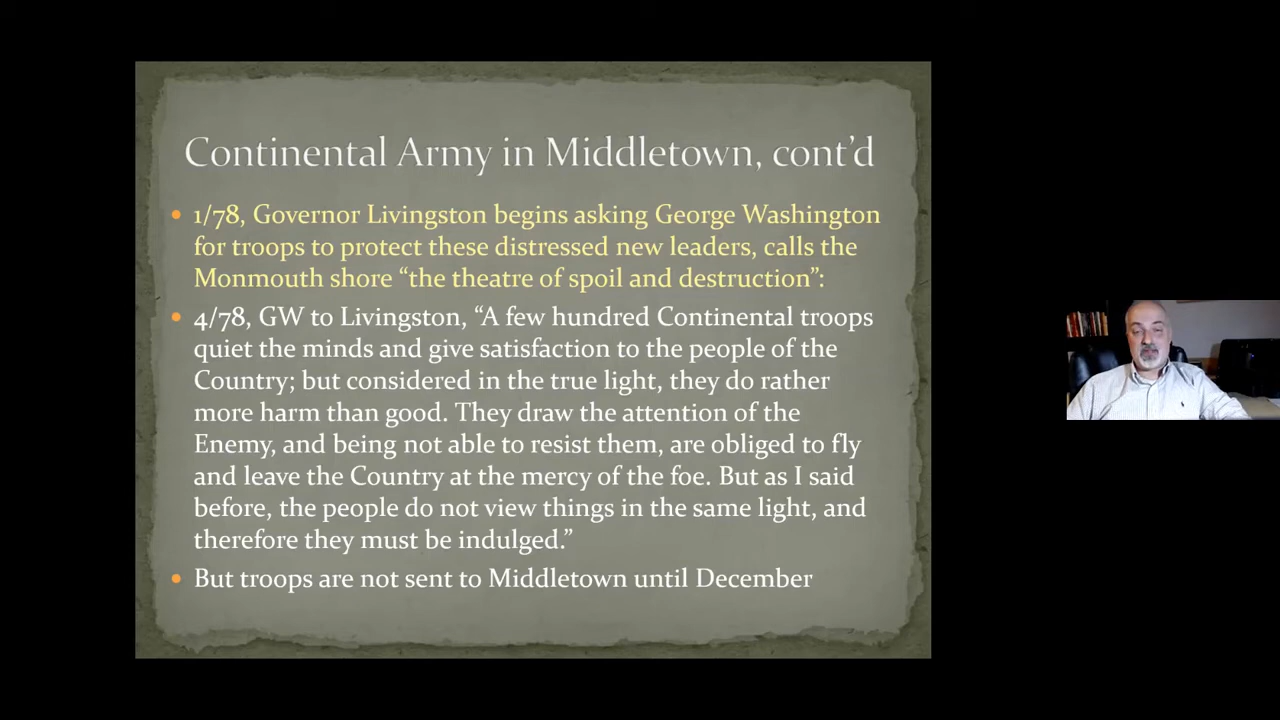 Continental Army in Middletown, cont'd
• 1/78, Governor Livingston begins asking George Washington
for troops to protect these distressed new leaders, calls the
Monmouth shore “the theatre of spoil and destruction”:
• 4/78, GW to Livingston, “A few hundred Continental troops
quiet the minds and give satisfaction to the people of the
Country; but considered in the true light, they do rather
more harm than good. They draw the attention of the
Enemy, and being not able to resist them, are obliged to fly
and leave the Country at the mercy of the foe. But as I said
before, the people do not view things in the same light, and
therefore they must be indulged.”
• But troops are not sent to Middletown until December